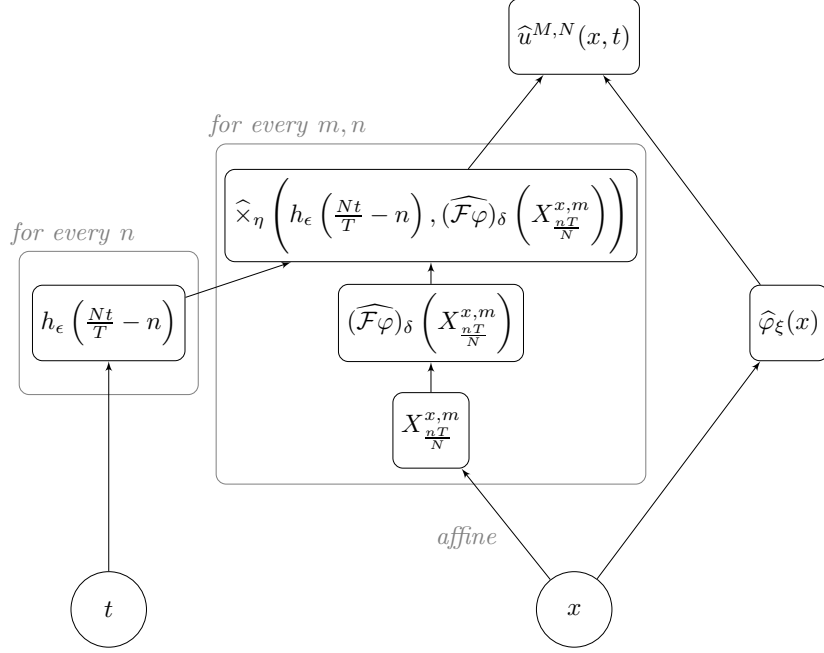 $\widehat{u}^{M,N}(x,t)$
for every $m, n$
$\widehat{\times}_{\eta}\left(h_{\epsilon}\left(\frac{Nt}{T}-n\right),(\widehat{\mathcal{F}\varphi})_{\delta}\left(X^{x,m}_{\frac{nT}{N}}\right)\right)$
for every $n$
$h_{\epsilon}\left(\frac{Nt}{T}-n\right)$
$(\widehat{\mathcal{F}\varphi})_{\delta}\left(X^{x,m}_{\frac{nT}{N}}\right)$
$\widehat{\varphi}_{\xi}(x)$
$X^{x,m}_{\frac{nT}{N}}$
affine
$t$
$x$